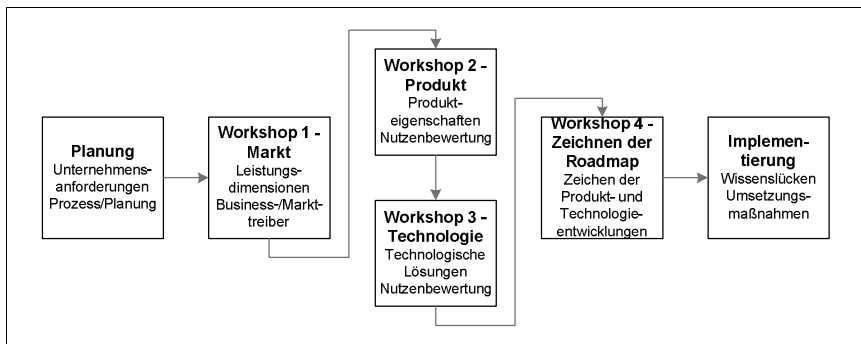 Planung
Unternehmens-
anforderungen
Prozess/Planung
Workshop 1 -
Markt
Leistungs-
dimensionen
Business-/Markt-
treiber
Workshop 2 -
Produkt
Produkt-
eigenschaften
Nutzenbewertung
Workshop 3 -
Technologie
Technologische
Lösungen
Nutzenbewertung
Workshop 4 -
Zeichnen der
Roadmap
Zeichen der
Produkt- und
Technologie-
entwicklungen
Implemen-
tierung
Wissenslücken
Umsetzungs-
maßnahmen